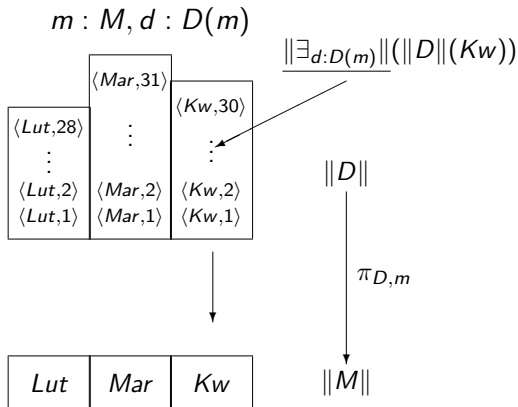 m : M, d : D(m)
‖∃_{d:D(m)}‖(‖D‖(Kw))
⟨Mar,31⟩
⟨Kw,30⟩
⟨Lut,28⟩
⋮ ⋮ ⋮
‖D‖
⟨Lut,2⟩ ⟨Mar,2⟩ ⟨Kw,2⟩
⟨Lut,1⟩ ⟨Mar,1⟩ ⟨Kw,1⟩
π_{D,m}
Lut Mar Kw ‖M‖